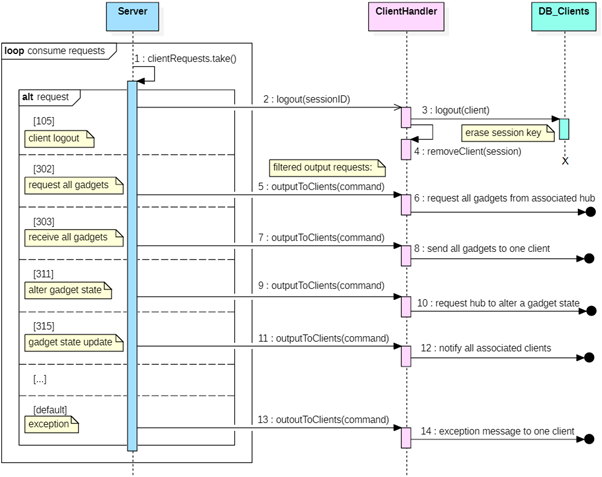 Server
ClientHandler
DB_Clients
loop consume requests
1 : clientRequests.take()
alt request
2 : logout(sessionID)
3 : logout(client)
[105]
client logout
erase session key
4 : removeClient(session)
X
filtered output requests:
[302]
request all gadgets
5 : outputToClients(command)
6 : request all gadgets from associated hub
[303]
receive all gadgets
7 : outputToClients(command)
8 : send all gadgets to one client
[311]
alter gadget state
9 : outputToClients(command)
10 : request hub to alter a gadget state
[315]
gadget state update
11 : outputToClients(command)
12 : notify all associated clients
[...]
[default]
exception
13 : outoutToClients(command)
14 : exception message to one client